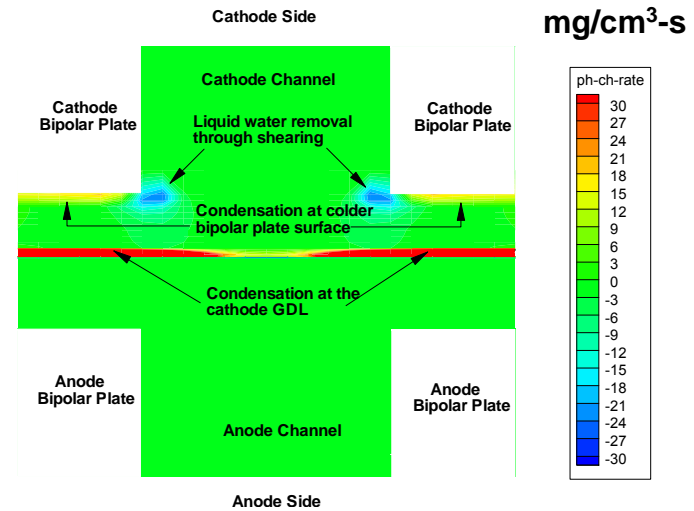 Cathode Side
mg/cm³-s
Cathode Channel
ph-ch-rate
Cathode
Bipolar Plate
Liquid water removal
through shearing
Cathode
Bipolar Plate
Condensation at colder
bipolar plate surface
Condensation at the
cathode GDL
Anode
Bipolar Plate
Anode
Bipolar Plate
Anode Channel
Anode Side
30
27
24
21
18
15
12
9
6
3
0
-3
-6
-9
-12
-15
-18
-21
-24
-27
-30